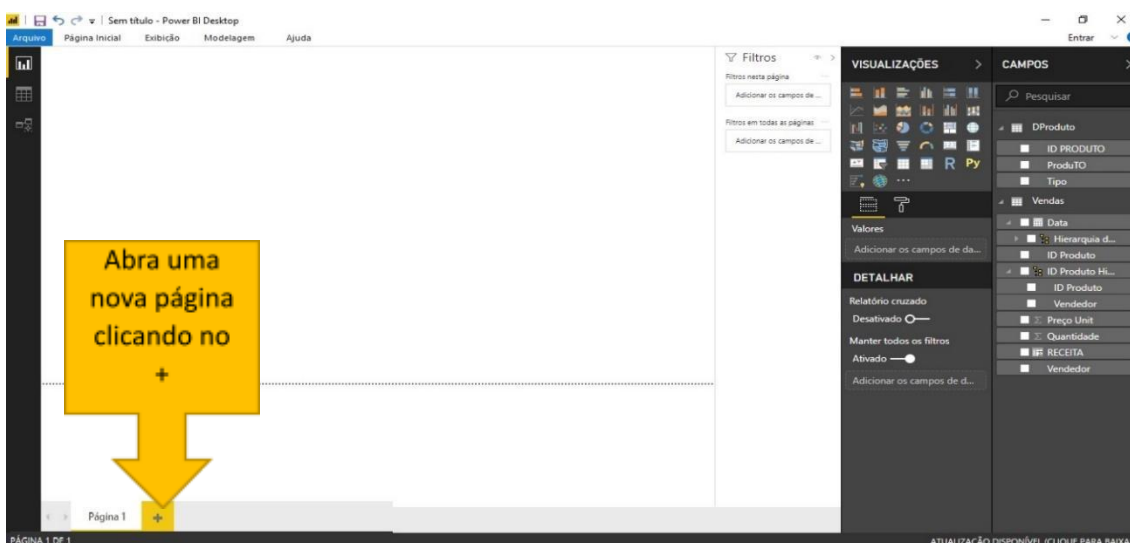 Sem título - Power BI Desktop
Arquivo Página Inicial Exibição Modelagem Ajuda
Entrar
Filtros
Filtros nesta página
Adicionar os campos de ...
Filtros em todas as páginas
Adicionar os campos de ...
VISUALIZAÇÕES
R Py
Valores
Adicionar os campos de da...
DETALHAR
Relatório cruzado
Desativado
Manter todos os filtros
Ativado
Adicionar os campos de d...
CAMPOS
Pesquisar
DProduto
ID PRODUTO
ProduTO
Tipo
Vendas
Data
Hierarquia d...
ID Produto
ID Produto Hi...
ID Produto
Vendedor
Σ Preço Unit
Σ Quantidade
RECEITA
Vendedor
Abra uma
nova página
clicando no
+
Página 1 +
PÁGINA 1 DE 1
ATUALIZAÇÃO DISPONÍVEL (CLIQUE PARA BAIXA